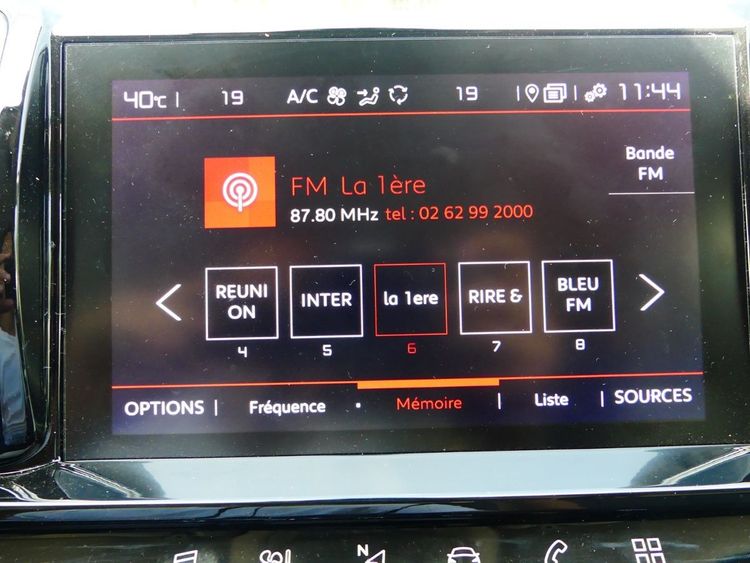 40°C | 19 A/C 19 | | 11:44
Bande
FM
FM La 1ère
87.80 MHz tel : 02 62 99 2000
REUNI
ON
INTER
la 1ere
RIRE &
BLEU
FM
4 5 6 7 8
OPTIONS | Fréquence • Mémoire | Liste | SOURCES
N